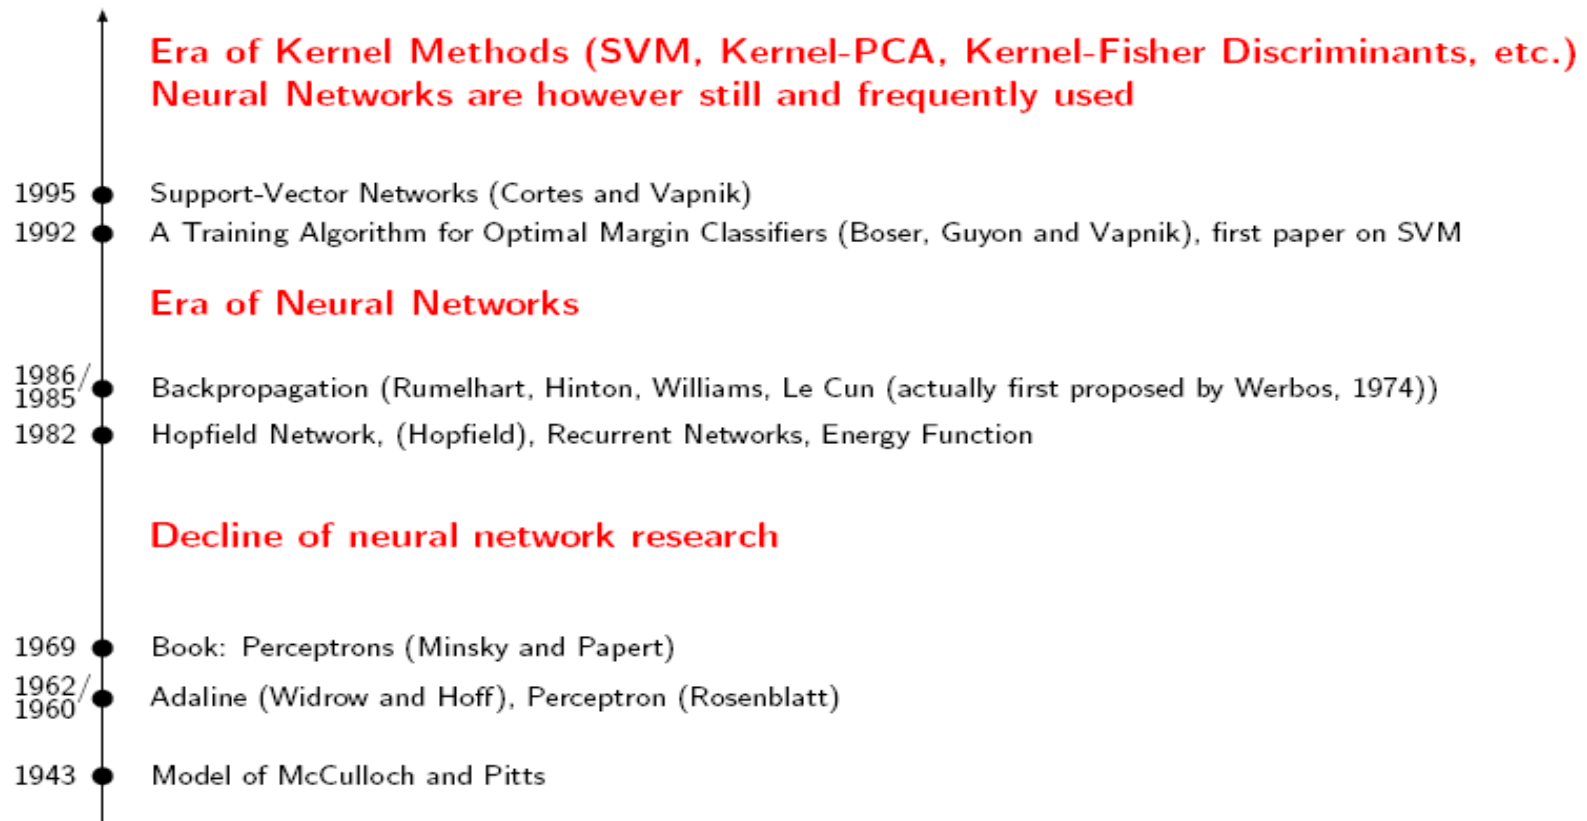 Era of Kernel Methods (SVM, Kernel-PCA, Kernel-Fisher Discriminants, etc.)
Neural Networks are however still and frequently used
1995 Support-Vector Networks (Cortes and Vapnik)
1992 A Training Algorithm for Optimal Margin Classifiers (Boser, Guyon and Vapnik), first paper on SVM
Era of Neural Networks
1986/
1985 Backpropagation (Rumelhart, Hinton, Williams, Le Cun (actually first proposed by Werbos, 1974))
1982 Hopfield Network, (Hopfield), Recurrent Networks, Energy Function
Decline of neural network research
1969 Book: Perceptrons (Minsky and Papert)
1962/
1960 Adaline (Widrow and Hoff), Perceptron (Rosenblatt)
1943 Model of McCulloch and Pitts